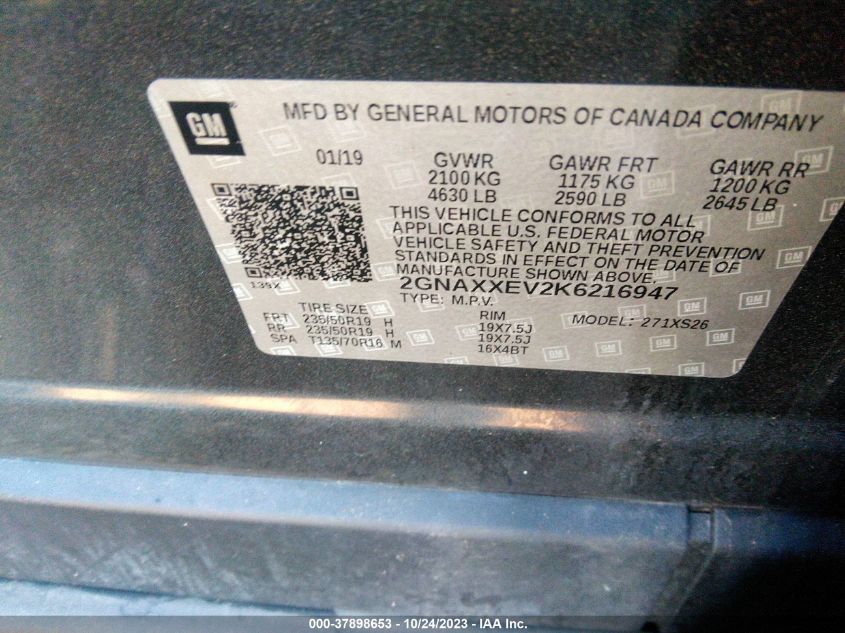 GM
MFD BY GENERAL MOTORS OF CANADA COMPANY
01/19 GVWR GAWR FRT GAWR RR
2100 KG 1175 KG 1200 KG
4630 LB 2590 LB 2645 LB
THIS VEHICLE CONFORMS TO ALL
APPLICABLE U.S. FEDERAL MOTOR
VEHICLE SAFETY AND THEFT PREVENTION
STANDARDS IN EFFECT ON THE DATE OF
MANUFACTURE SHOWN ABOVE.
139X 2GNAXXEV2K6216947
TYPE: M.P.V.
TIRE SIZE RIM MODEL: 271XS26
FRT 235/50R19 H 19X7.5J
RR 235/50R19 H 19X7.5J
SPA T135/70R16 M 16X4BT
000-37898653 - 10/24/2023 - IAA Inc.